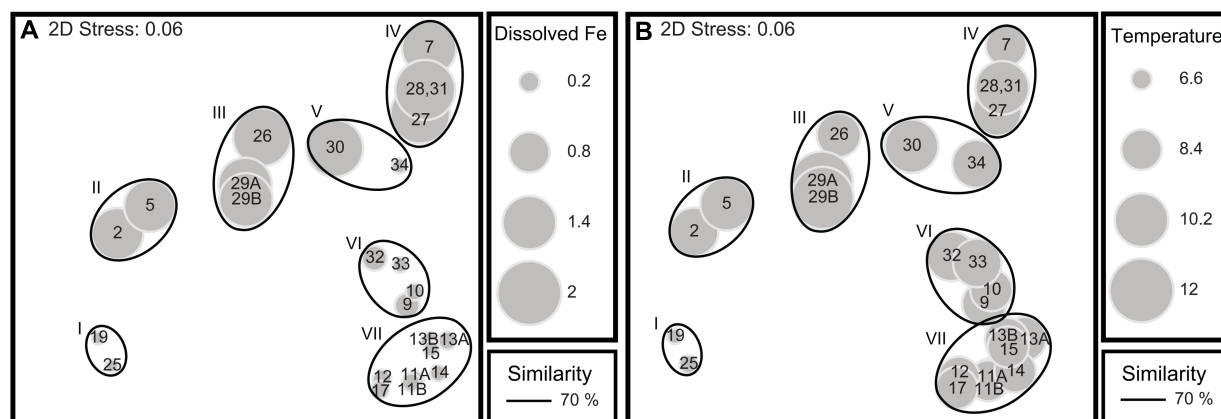 A 2D Stress: 0.06
IV
7
28,31
27
III
26
29A
29B
V
30
34
II
5
2
VI
32
33
10
9
I
19
25
VII
13B 13A
15
12
11A 14
17
11B
Dissolved Fe
0.2
0.8
1.4
2
Similarity
70 %
B 2D Stress: 0.06
IV
7
28,31
27
III
26
29A
29B
V
30
34
II
5
2
VI
32
33
10
9
I
19
25
VII
13B 13A
15
12
11A 14
17
11B
Temperature
6.6
8.4
10.2
12
Similarity
70 %